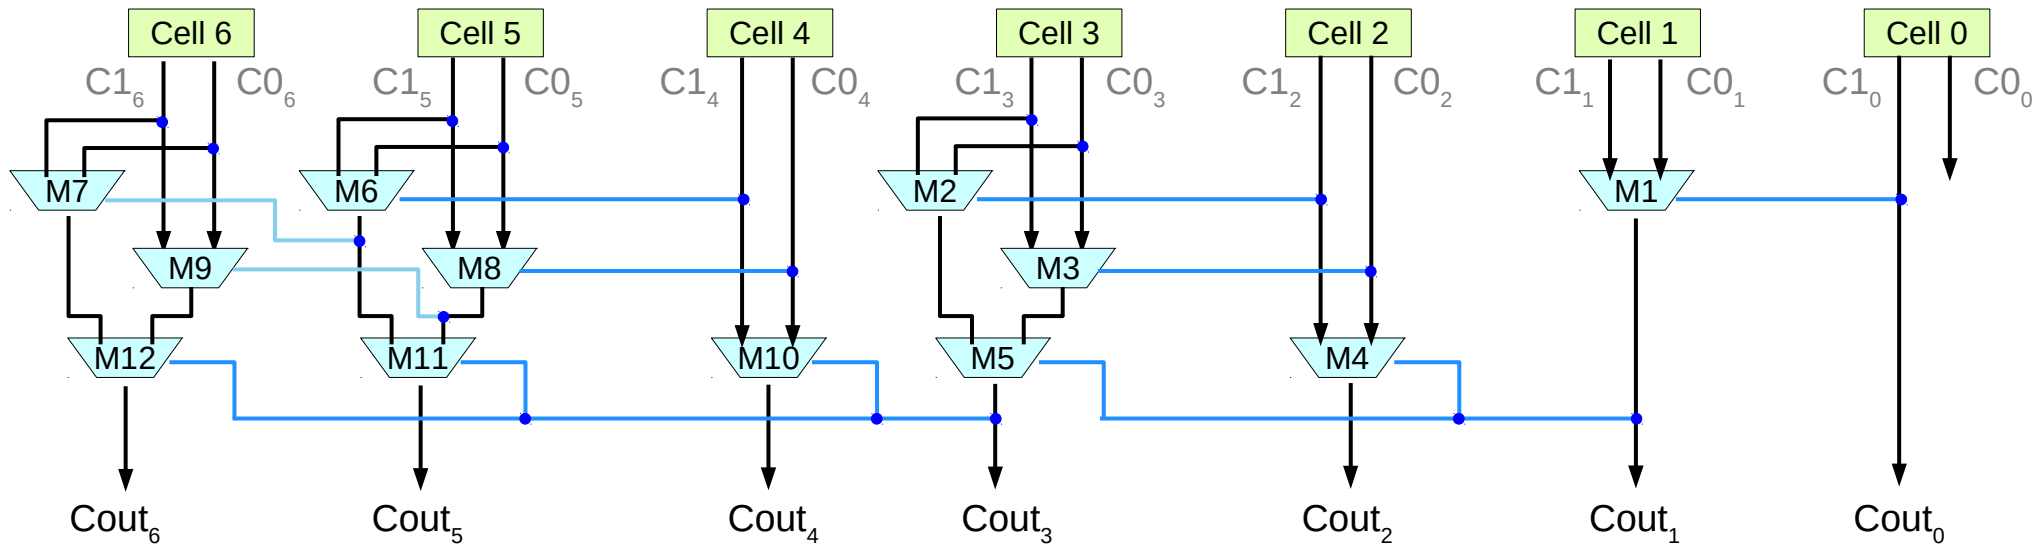 Cell 6 Cell 5 Cell 4 Cell 3 Cell 2 Cell 1 Cell 0
C1₆ C0₆ C1₅ C0₅ C1₄ C0₄ C1₃ C0₃ C1₂ C0₂ C1₁ C0₁ C1₀ C0₀
M7 M6 M2 M1
M9 M8 M3
M12 M11 M10 M5 M4
Cout₆ Cout₅ Cout₄ Cout₃ Cout₂ Cout₁ Cout₀